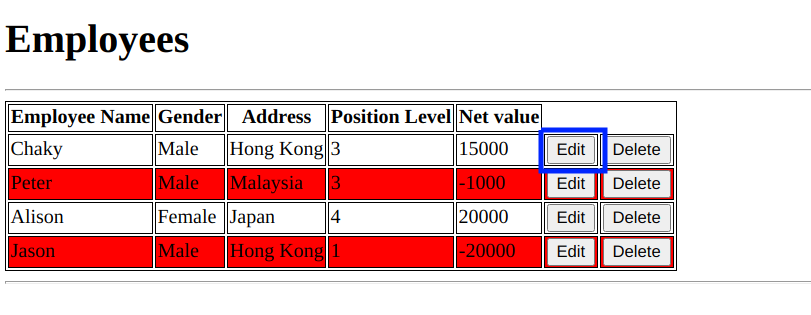 Employees
Employee Name Gender Address Position Level Net value
Chaky Male Hong Kong 3 15000 Edit Delete
Peter Male Malaysia 3 -1000 Edit Delete
Alison Female Japan 4 20000 Edit Delete
Jason Male Hong Kong 1 -20000 Edit Delete